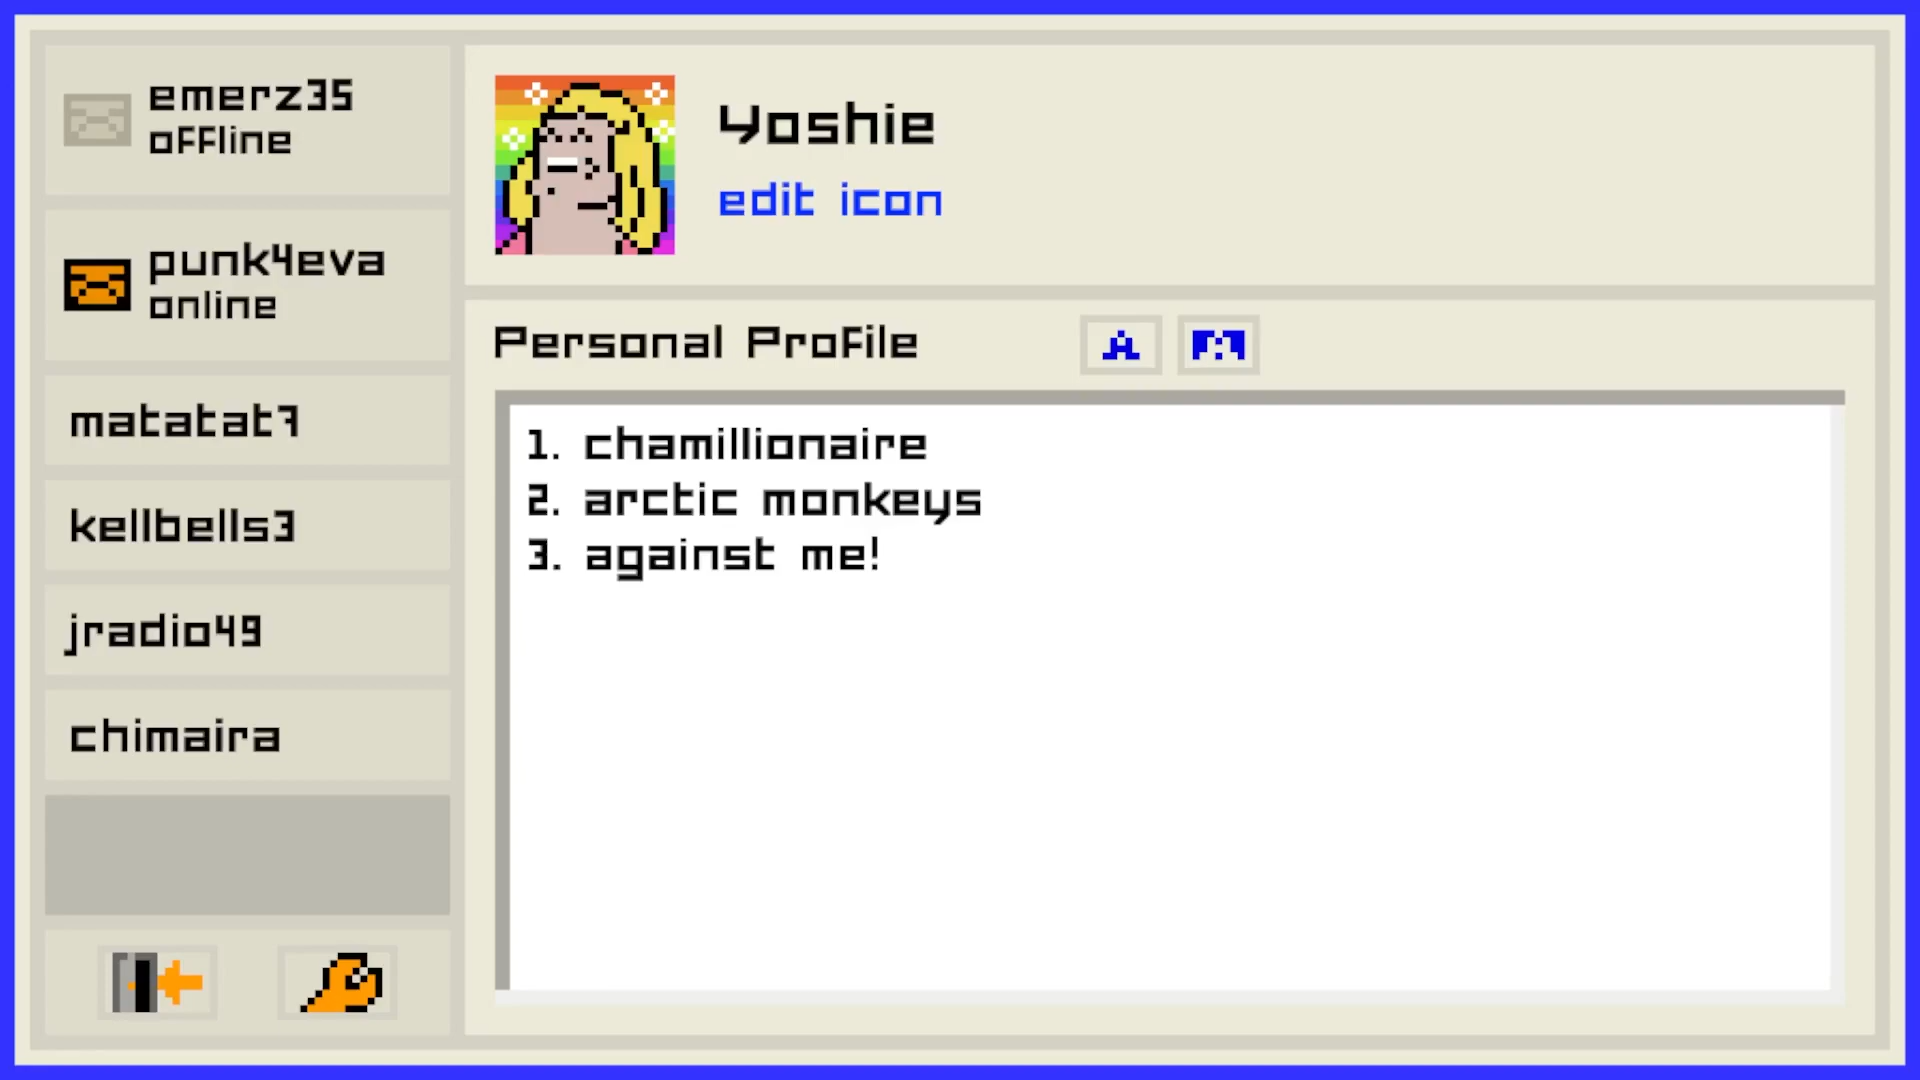 emerz35
offline
punk4eva
online
matatat7
kellbells3
jradio49
chimaira
Yoshie
edit icon
Personal Profile
A
1. chamillionaire
2. arctic monkeys
3. against me!